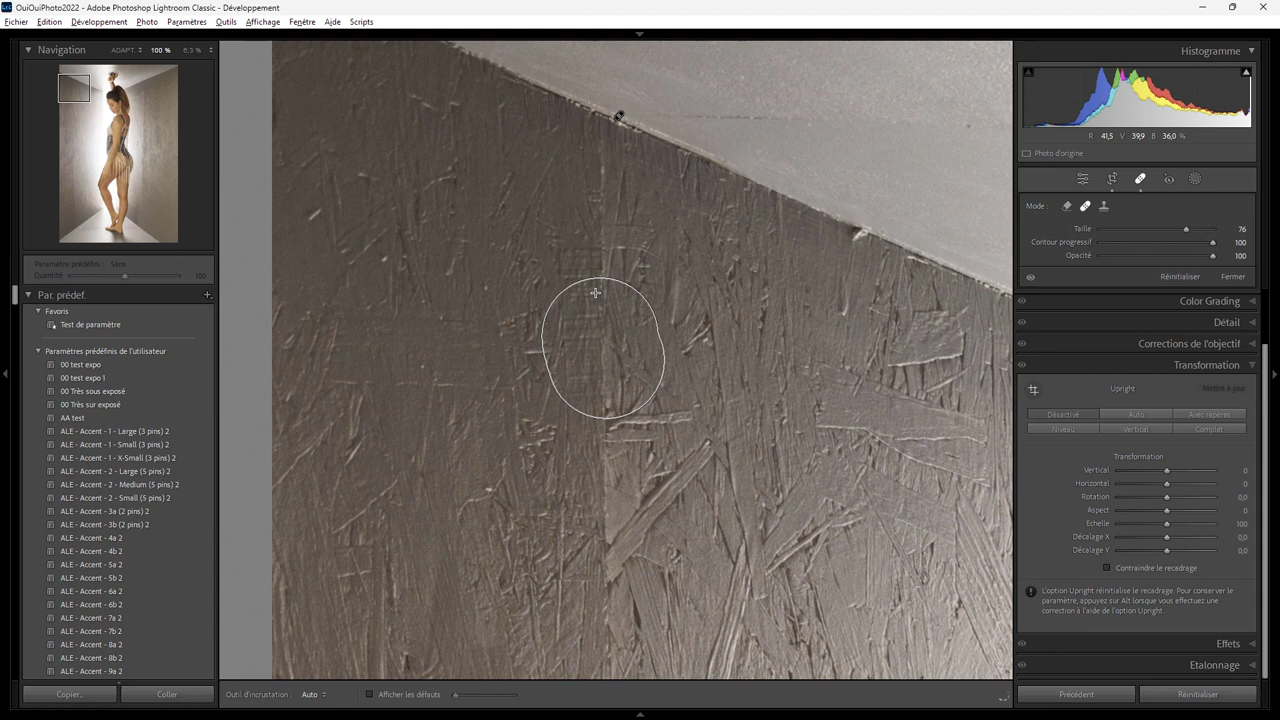 OuiOuiPhoto2022 - Adobe Photoshop Lightroom Classic - Développement
Fichier Edition Développement Photo Paramètres Outils Affichage Fenêtre Aide Scripts
Navigation ADAPT. 100 % 8,3 %
Paramètre prédéfini : Sans
Quantité 100
Par. prédéf.
Favoris
Test de paramètre
Paramètres prédéfinis de l'utilisateur
00 test expo
00 test expo 1
00 Très sous exposé
00 Très sur exposé
AA test
ALE - Accent - 1 - Large (3 pins) 2
ALE - Accent - 1 - Small (3 pins) 2
ALE - Accent - 1 - X-Small (3 pins) 2
ALE - Accent - 2 - Large (5 pins) 2
ALE - Accent - 2 - Medium (5 pins) 2
ALE - Accent - 2 - Small (5 pins) 2
ALE - Accent - 3a (2 pins) 2
ALE - Accent - 3b (2 pins) 2
ALE - Accent - 4a 2
ALE - Accent - 4b 2
ALE - Accent - 5a 2
ALE - Accent - 5b 2
ALE - Accent - 6a 2
ALE - Accent - 6b 2
ALE - Accent - 7a 2
ALE - Accent - 7b 2
ALE - Accent - 8a 2
ALE - Accent - 8b 2
ALE - Accent - 9a 2
Copier... Coller
Outil d'incrustation : Auto Afficher les défauts
Histogramme
R 41,5 V 39,9 B 36,0 %
Photo d'origine
Mode :
Taille 76
Contour progressif 100
Opacité 100
Réinitialiser Fermer
Color Grading
Détail
Corrections de l'objectif
Transformation
Upright Mettre à jour
Désactivé Auto Avec repères
Niveau Vertical Complet
Transformation
Vertical 0
Horizontal 0
Rotation 0,0
Aspect 0
Echelle 100
Décalage X 0,0
Décalage Y 0,0
Contraindre le recadrage
L'option Upright réinitialise le recadrage. Pour conserver le
paramètre, appuyez sur Alt lorsque vous effectuez une
correction à l'aide de l'option Upright.
Effets
Etalonnage
Précédent Réinitialiser